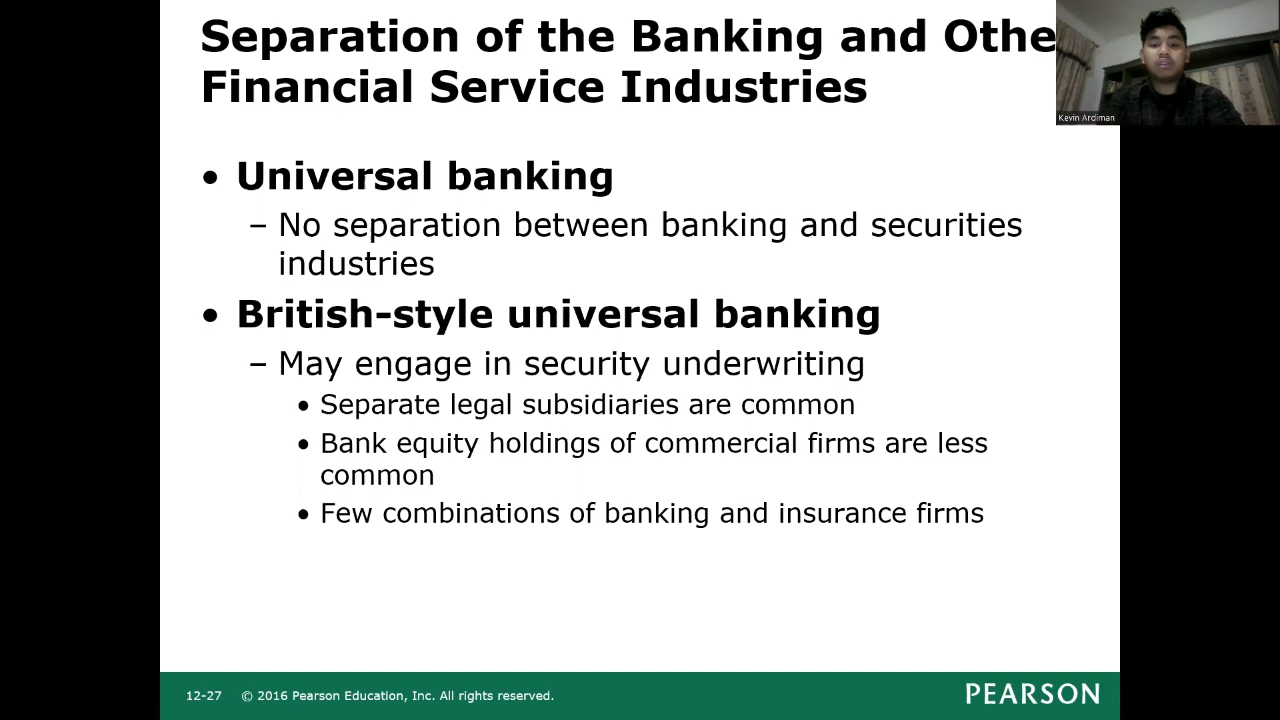 Separation of the Banking and Othe
Financial Service Industries
Kevin Ardiman
• Universal banking
– No separation between banking and securities
industries
• British-style universal banking
– May engage in security underwriting
• Separate legal subsidiaries are common
• Bank equity holdings of commercial firms are less
common
• Few combinations of banking and insurance firms
12-27 © 2016 Pearson Education, Inc. All rights reserved.
PEARSON